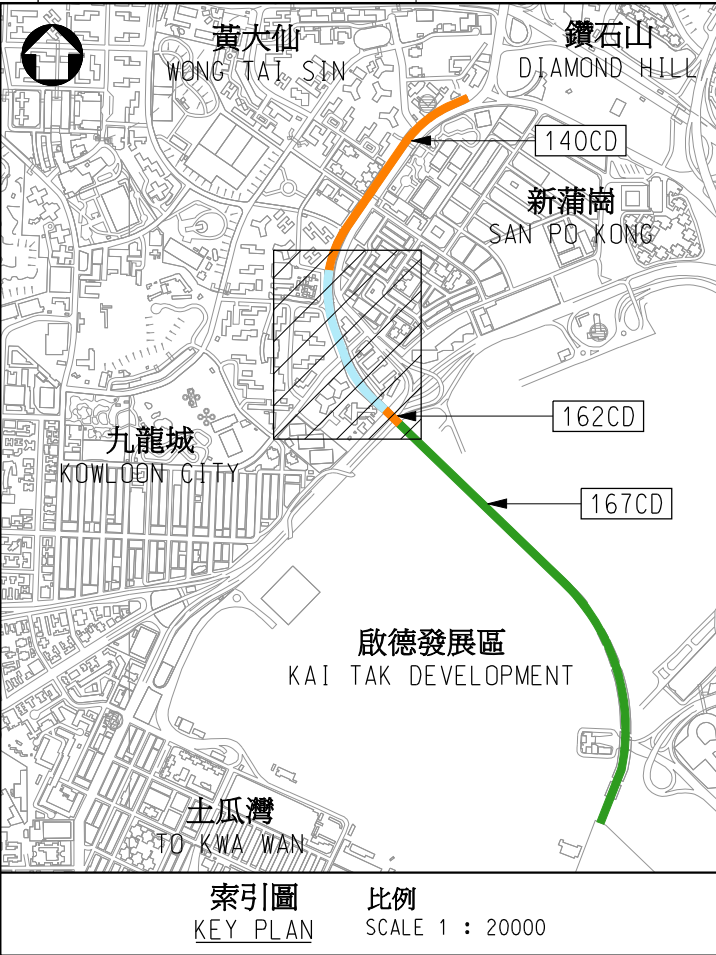 黃大仙
WONG TAI SIN
鑽石山
DIAMOND HILL
140CD
新蒲崗
SAN PO KONG
162CD
九龍城
KOWLOON CITY
167CD
啟德發展區
KAI TAK DEVELOPMENT
土瓜灣
TO KWA WAN
索引圖
KEY PLAN
比例
SCALE 1 : 20000